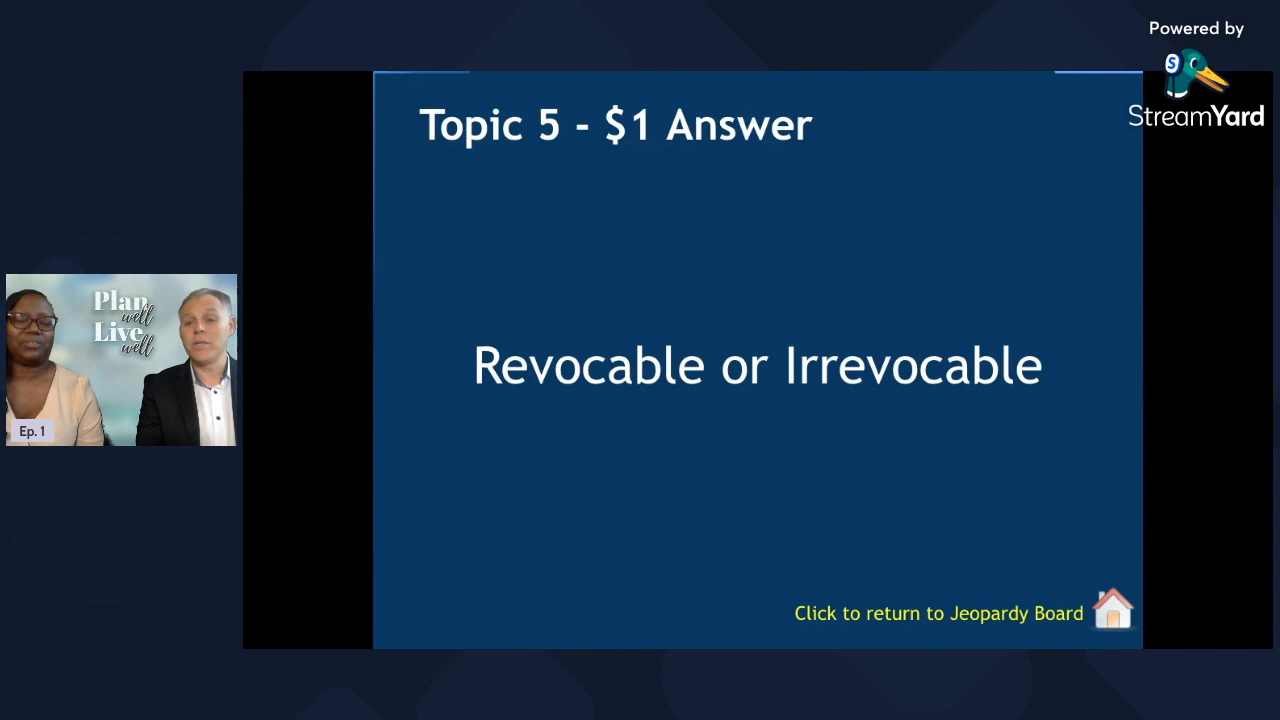 Powered by
S
StreamYard
Topic 5 - $1 Answer
Plan
well
Live
well
Revocable or Irrevocable
Ep. 1
Click to return to Jeopardy Board